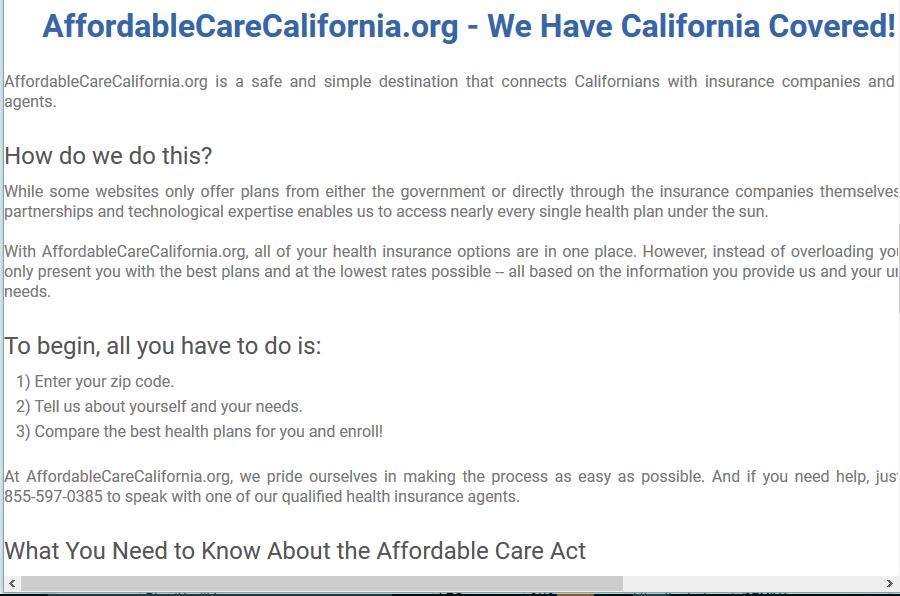 AffordableCareCalifornia.org - We Have California Covered!
AffordableCareCalifornia.org is a safe and simple destination that connects Californians with insurance companies and
agents.
How do we do this?
While some websites only offer plans from either the government or directly through the insurance companies themselves
partnerships and technological expertise enables us to access nearly every single health plan under the sun.
With AffordableCareCalifornia.org, all of your health insurance options are in one place. However, instead of overloading
only present you with the best plans and at the lowest rates possible – all based on the information you provide us and your
needs.
To begin, all you have to do is:
1) Enter your zip code.
2) Tell us about yourself and your needs.
3) Compare the best health plans for you and enroll!
At AffordableCareCalifornia.org, we pride ourselves in making the process as easy as possible. And if you need help,
855-597-0385 to speak with one of our qualified health insurance agents.
What You Need to Know About the Affordable Care Act